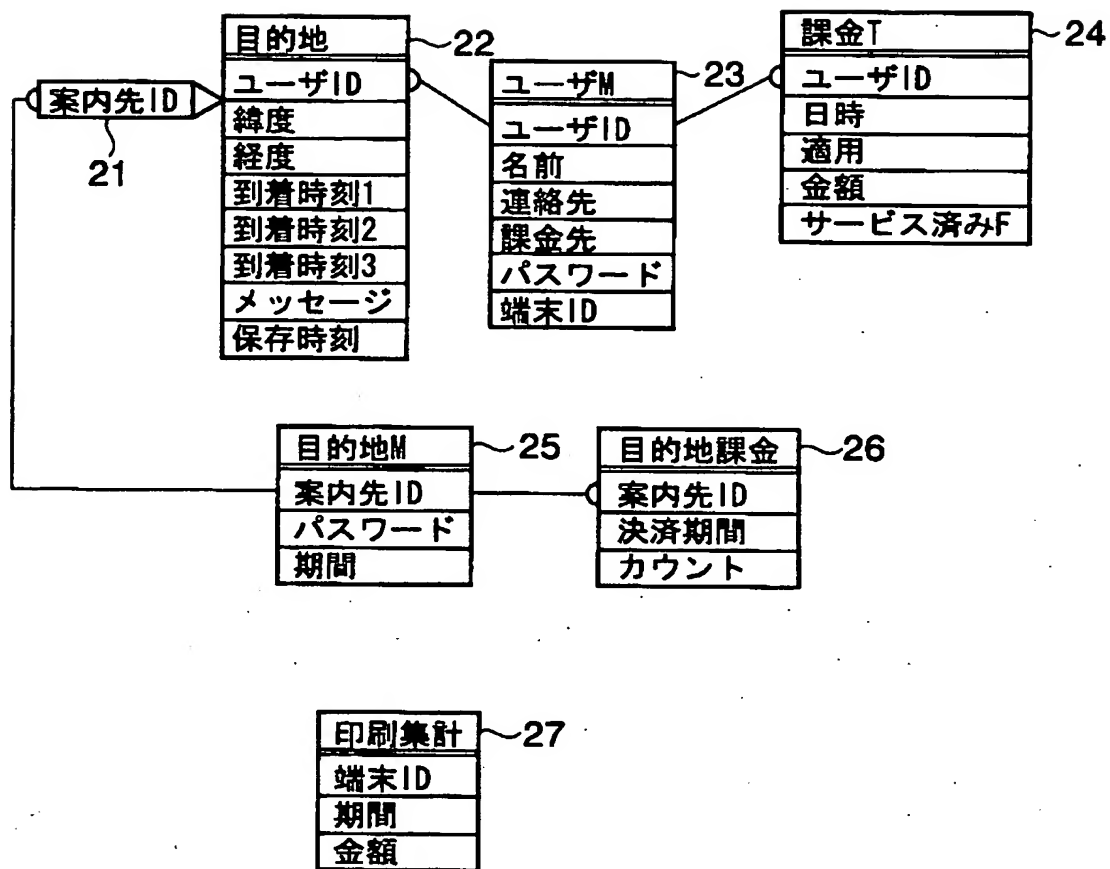 案内先ID
21
目的地
22
ユーザID
緯度
経度
到着時刻1
到着時刻2
到着時刻3
メッセージ
保存時刻
ユーザM
23
ユーザID
名前
連絡先
課金先
パスワード
端末ID
課金T
24
ユーザID
日時
適用
金額
サービス済みF
目的地M
25
案内先ID
パスワード
期間
目的地課金
26
案内先ID
決済期間
カウント
印刷集計
27
端末ID
期間
金額